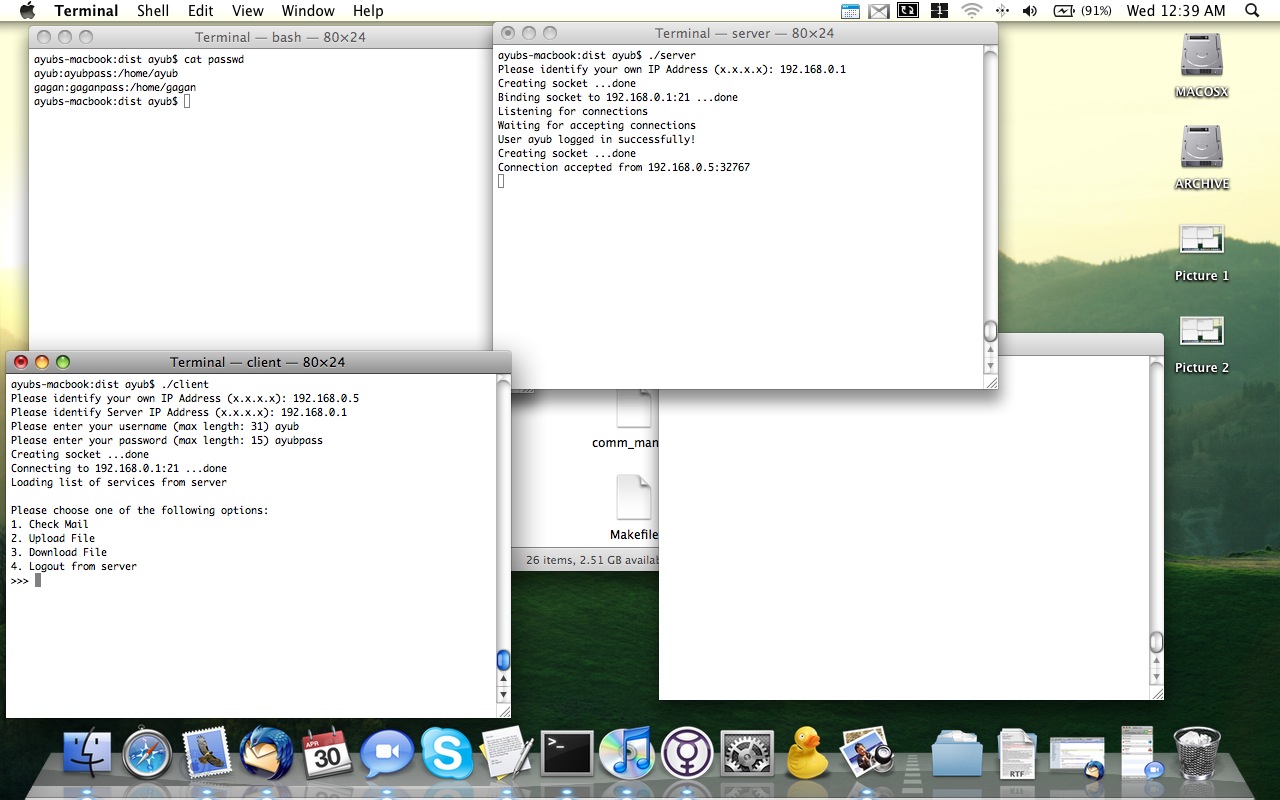 Terminal Shell Edit View Window Help (91%) Wed 12:39 AM
Terminal — bash — 80×24
ayubs-macbook:dist ayub$ cat passwd
ayub:ayubpass:/home/ayub
gagan:gaganpass:/home/gagan
ayubs-macbook:dist ayub$
Terminal — server — 80×24
ayubs-macbook:dist ayub$ ./server
Please identify your own IP Address (x.x.x.x): 192.168.0.1
Creating socket ...done
Binding socket to 192.168.0.1:21 ...done
Listening for connections
Waiting for accepting connections
User ayub logged in successfully!
Creating socket ...done
Connection accepted from 192.168.0.5:32767
MACOSX
ARCHIVE
Picture 1
Picture 2
Terminal — client — 80×24
ayubs-macbook:dist ayub$ ./client
Please identify your own IP Address (x.x.x.x): 192.168.0.5
Please identify Server IP Address (x.x.x.x): 192.168.0.1
Please enter your username (max length: 31) ayub
Please enter your password (max length: 15) ayubpass
Creating socket ...done
Connecting to 192.168.0.1:21 ...done
Loading list of services from server
Please choose one of the following options:
1. Check Mail
2. Upload File
3. Download File
4. Logout from server
>>>
comm_man
Makefile
26 items, 2.51 GB availab
APR
30
>_
RTF